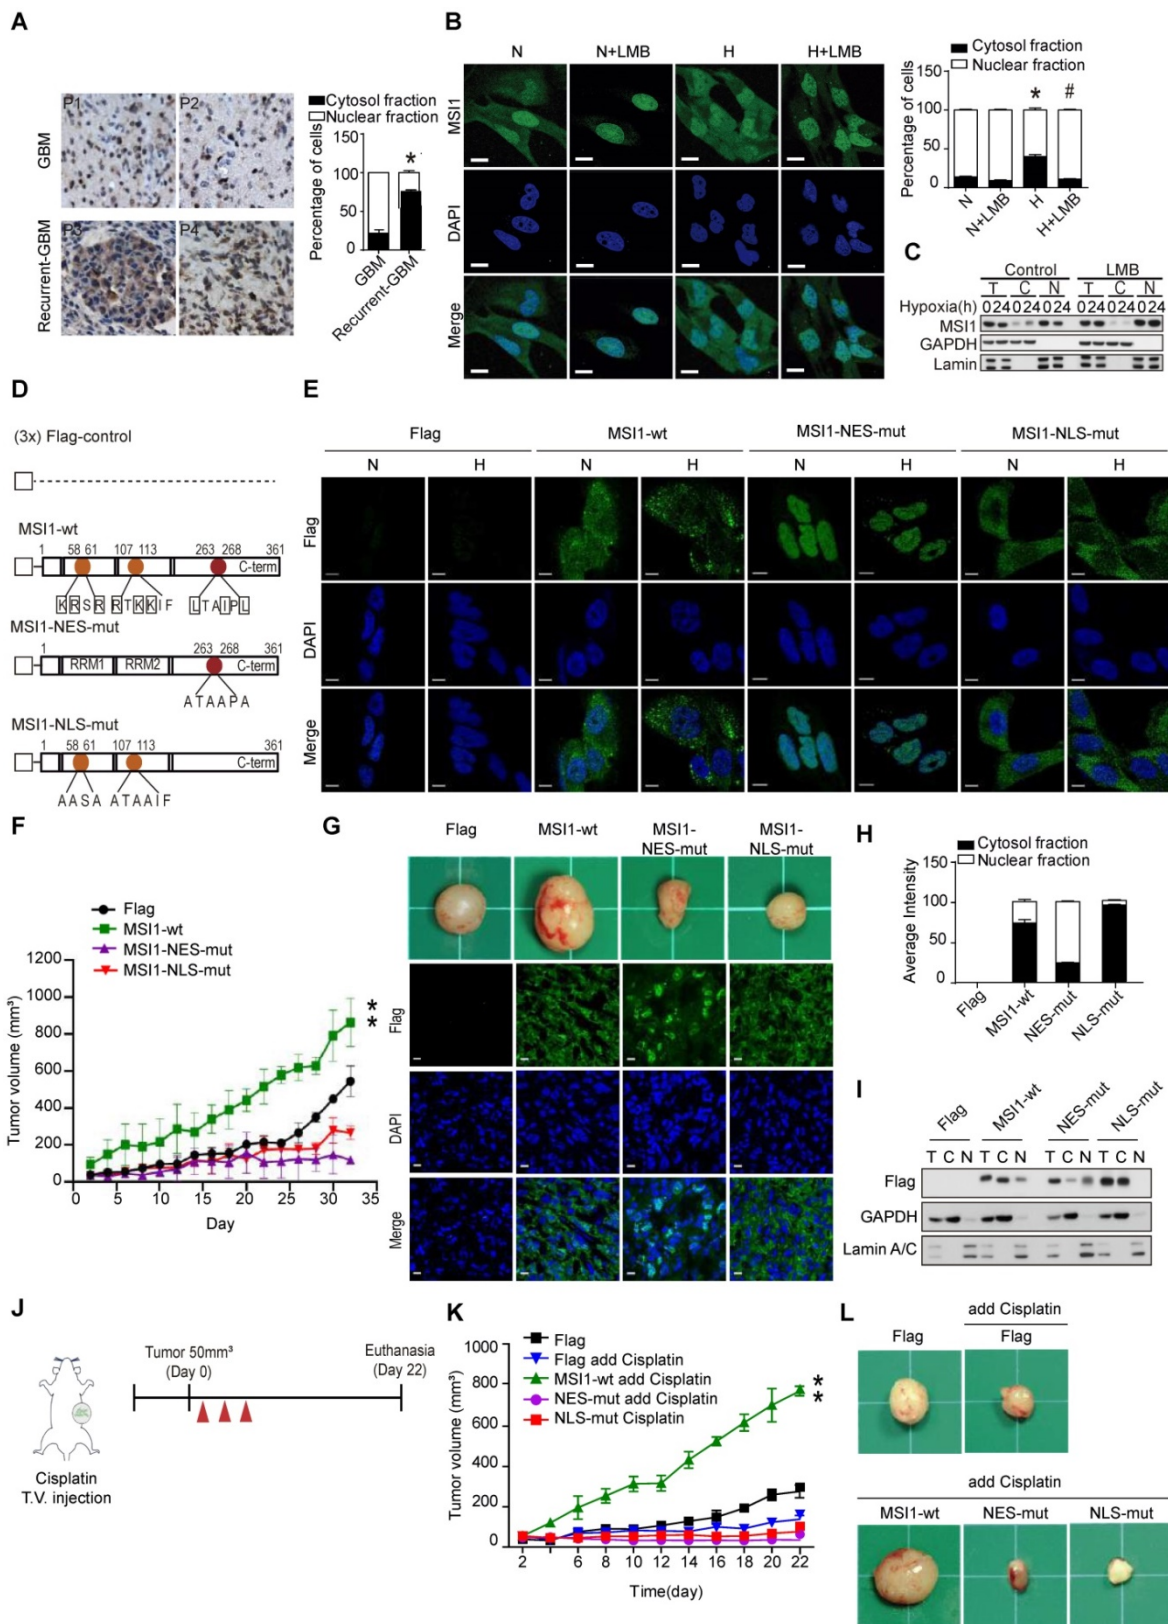 A
GBM
Recurrent-GBM
P1
P2
P3
P4
Cytosol fraction
Nuclear fraction
Percentage of cells
150
100
50
0
*
GBM
Recurrent-GBM
B
N
N+LMB
H
H+LMB
MSI1
DAPI
Merge
Cytosol fraction
Nuclear fraction
Percentage of cells
150
100
50
0
*
#
N
N+LMB
H
H+LMB
C
Control
LMB
T
C
N
T
C
N
Hypoxia(h)
0 24 0 24 0 24
0 24 0 24 0 24
MSI1
GAPDH
Lamin
D
(3x) Flag-control
MSI1-wt
1
58 61
107 113
263 268
361
C-term
KRSR
RTKKIF
LTAIPL
MSI1-NES-mut
1
263 268
361
RRM1
RRM2
C-term
ATAAPA
MSI1-NLS-mut
1
58 61
107 113
361
C-term
AASA
ATAAIF
E
Flag
MSI1-wt
MSI1-NES-mut
MSI1-NLS-mut
N
H
N
H
N
H
N
H
Flag
DAPI
Merge
F
Flag
MSI1-wt
MSI1-NES-mut
MSI1-NLS-mut
Tumor volume (mm³)
1200
1000
800
600
400
200
0
0
5
10
15
20
25
30
35
Day
*
*
G
Flag
MSI1-wt
MSI1-
NES-mut
MSI1-
NLS-mut
Flag
DAPI
Merge
H
Cytosol fraction
Nuclear fraction
Average Intensity
150
100
50
0
Flag
MSI1-wt
NES-mut
NLS-mut
I
Flag
MSI1-wt
NES-mut
NLS-mut
T C N
T C N
T C N
T C N
Flag
GAPDH
Lamin A/C
J
Tumor 50mm³
(Day 0)
Euthanasia
(Day 22)
Cisplatin
T.V. injection
K
Flag
Flag add Cisplatin
MSI1-wt add Cisplatin
NES-mut add Cisplatin
NLS-mut Cisplatin
Tumor volume (mm³)
1000
800
600
400
200
0
2
4
6
8
10
12
14
16
18
20
22
Time(day)
*
*
L
add Cisplatin
Flag
Flag
add Cisplatin
MSI1-wt
NES-mut
NLS-mut